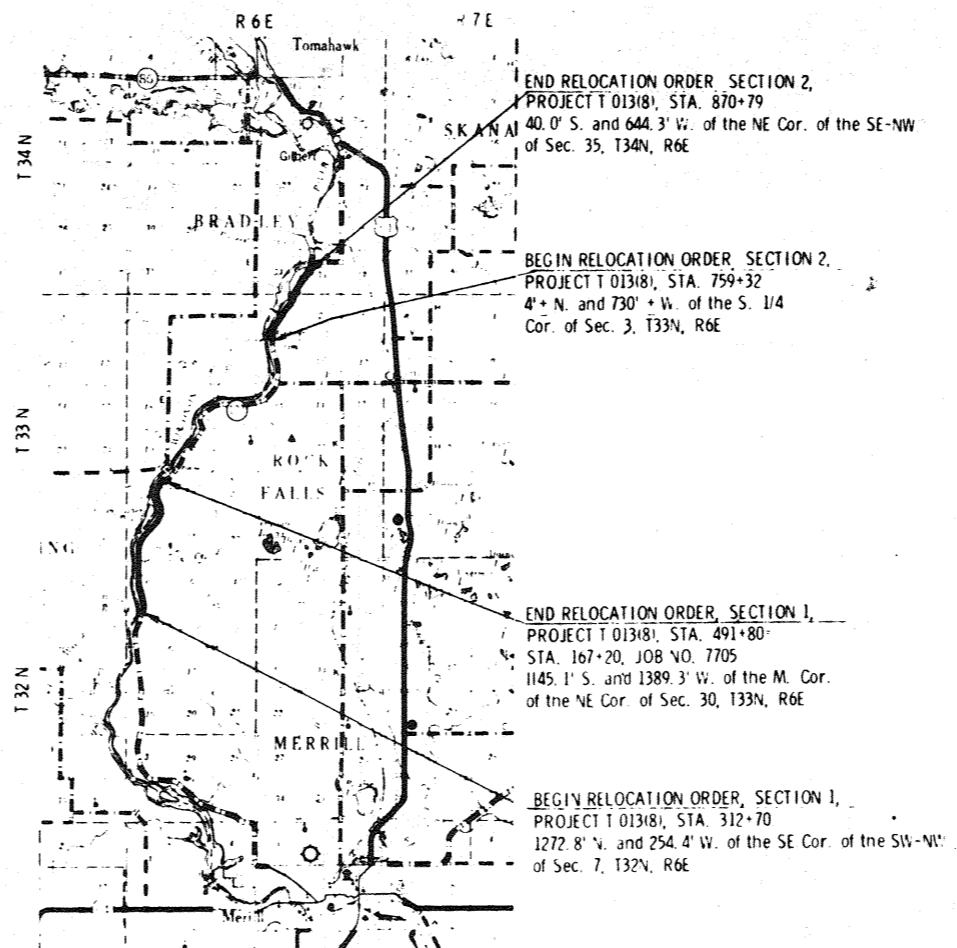 R 6 E
7 E
Tomahawk
86
T 34 N
SKANA
BRADLEY
T 33 N
ROCK
FALLS
ING
T 32 N
MERRILL
Merrill
END RELOCATION ORDER SECTION 2,
PROJECT T 013(8), STA. 870+79
40.0' S. and 644.3' W. of the NE Cor. of the SE-NW
of Sec. 35, T34N, R6E
BEGIN RELOCATION ORDER SECTION 2,
PROJECT T 013(8), STA. 759+32
4' + N. and 730' + W. of the S. 1/4
Cor. of Sec. 3, T33N, R6E
END RELOCATION ORDER, SECTION 1,
PROJECT T 013(8), STA. 491+80=
STA. 167+20, JOB NO. 7705
1145.1' S. and 1389.3' W. of the M. Cor.
of the NE Cor. of Sec. 30, T33N, R6E
BEGIN RELOCATION ORDER, SECTION 1,
PROJECT T 013(8), STA. 312+70
1272.8' N. and 254.4' W. of the SE Cor. of the SW-NW
of Sec. 7, T32N, R6E